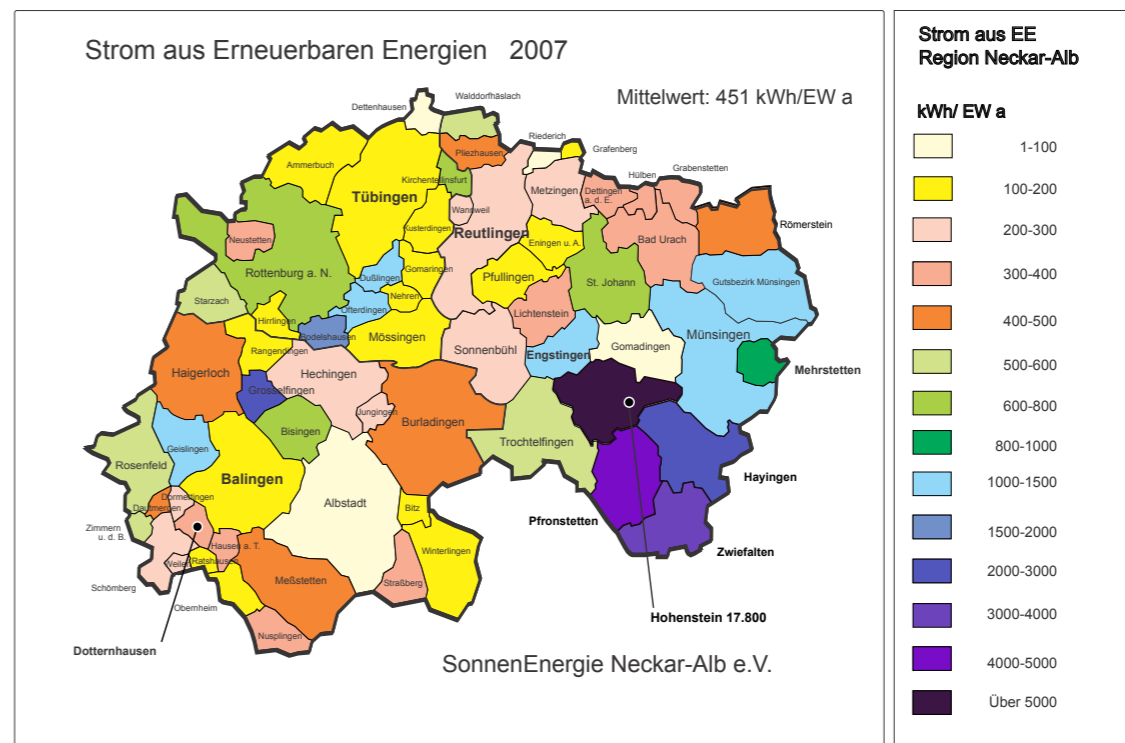 Strom aus Erneuerbaren Energien 2007
Mittelwert: 451 kWh/EW a
Dettenhausen
Walddorfhäslach
Riederich
Grafenberg
Pliezhausen
Ammerbuch
Kirchentellinsfurt
Hülben
Grabenstetten
Metzingen
Dettingen
a. d. E.
Tübingen
Wannweil
Römerstein
Kusterdingen
Reutlingen
Neustetten
Eningen u. A.
Bad Urach
Rottenburg a. N.
Dußlingen
Gomaringen
Pfullingen
St. Johann
Gutsbezirk Münsingen
Starzach
Nehren
Ofterdingen
Lichtenstein
Hirrlingen
Bodelshausen
Mössingen
Münsingen
Rangendingen
Sonnenbühl
Engstingen
Gomadingen
Haigerloch
Hechingen
Mehrstetten
Grosselfingen
Jungingen
Burladingen
Bisingen
Trochtelfingen
Geislingen
Rosenfeld
Balingen
Hayingen
Dormettingen
Albstadt
Dautmergen
Bitz
Pfronstetten
Zimmern
u. d. B.
Hausen a. T.
Winterlingen
Zwiefalten
Weilen
Ratshausen
Schömberg
Meßstetten
Straßberg
Obernheim
Hohenstein 17.800
Nusplingen
Dotternhausen
SonnenEnergie Neckar-Alb e.V.
Strom aus EE
Region Neckar-Alb
kWh/ EW a
1-100
100-200
200-300
300-400
400-500
500-600
600-800
800-1000
1000-1500
1500-2000
2000-3000
3000-4000
4000-5000
Über 5000